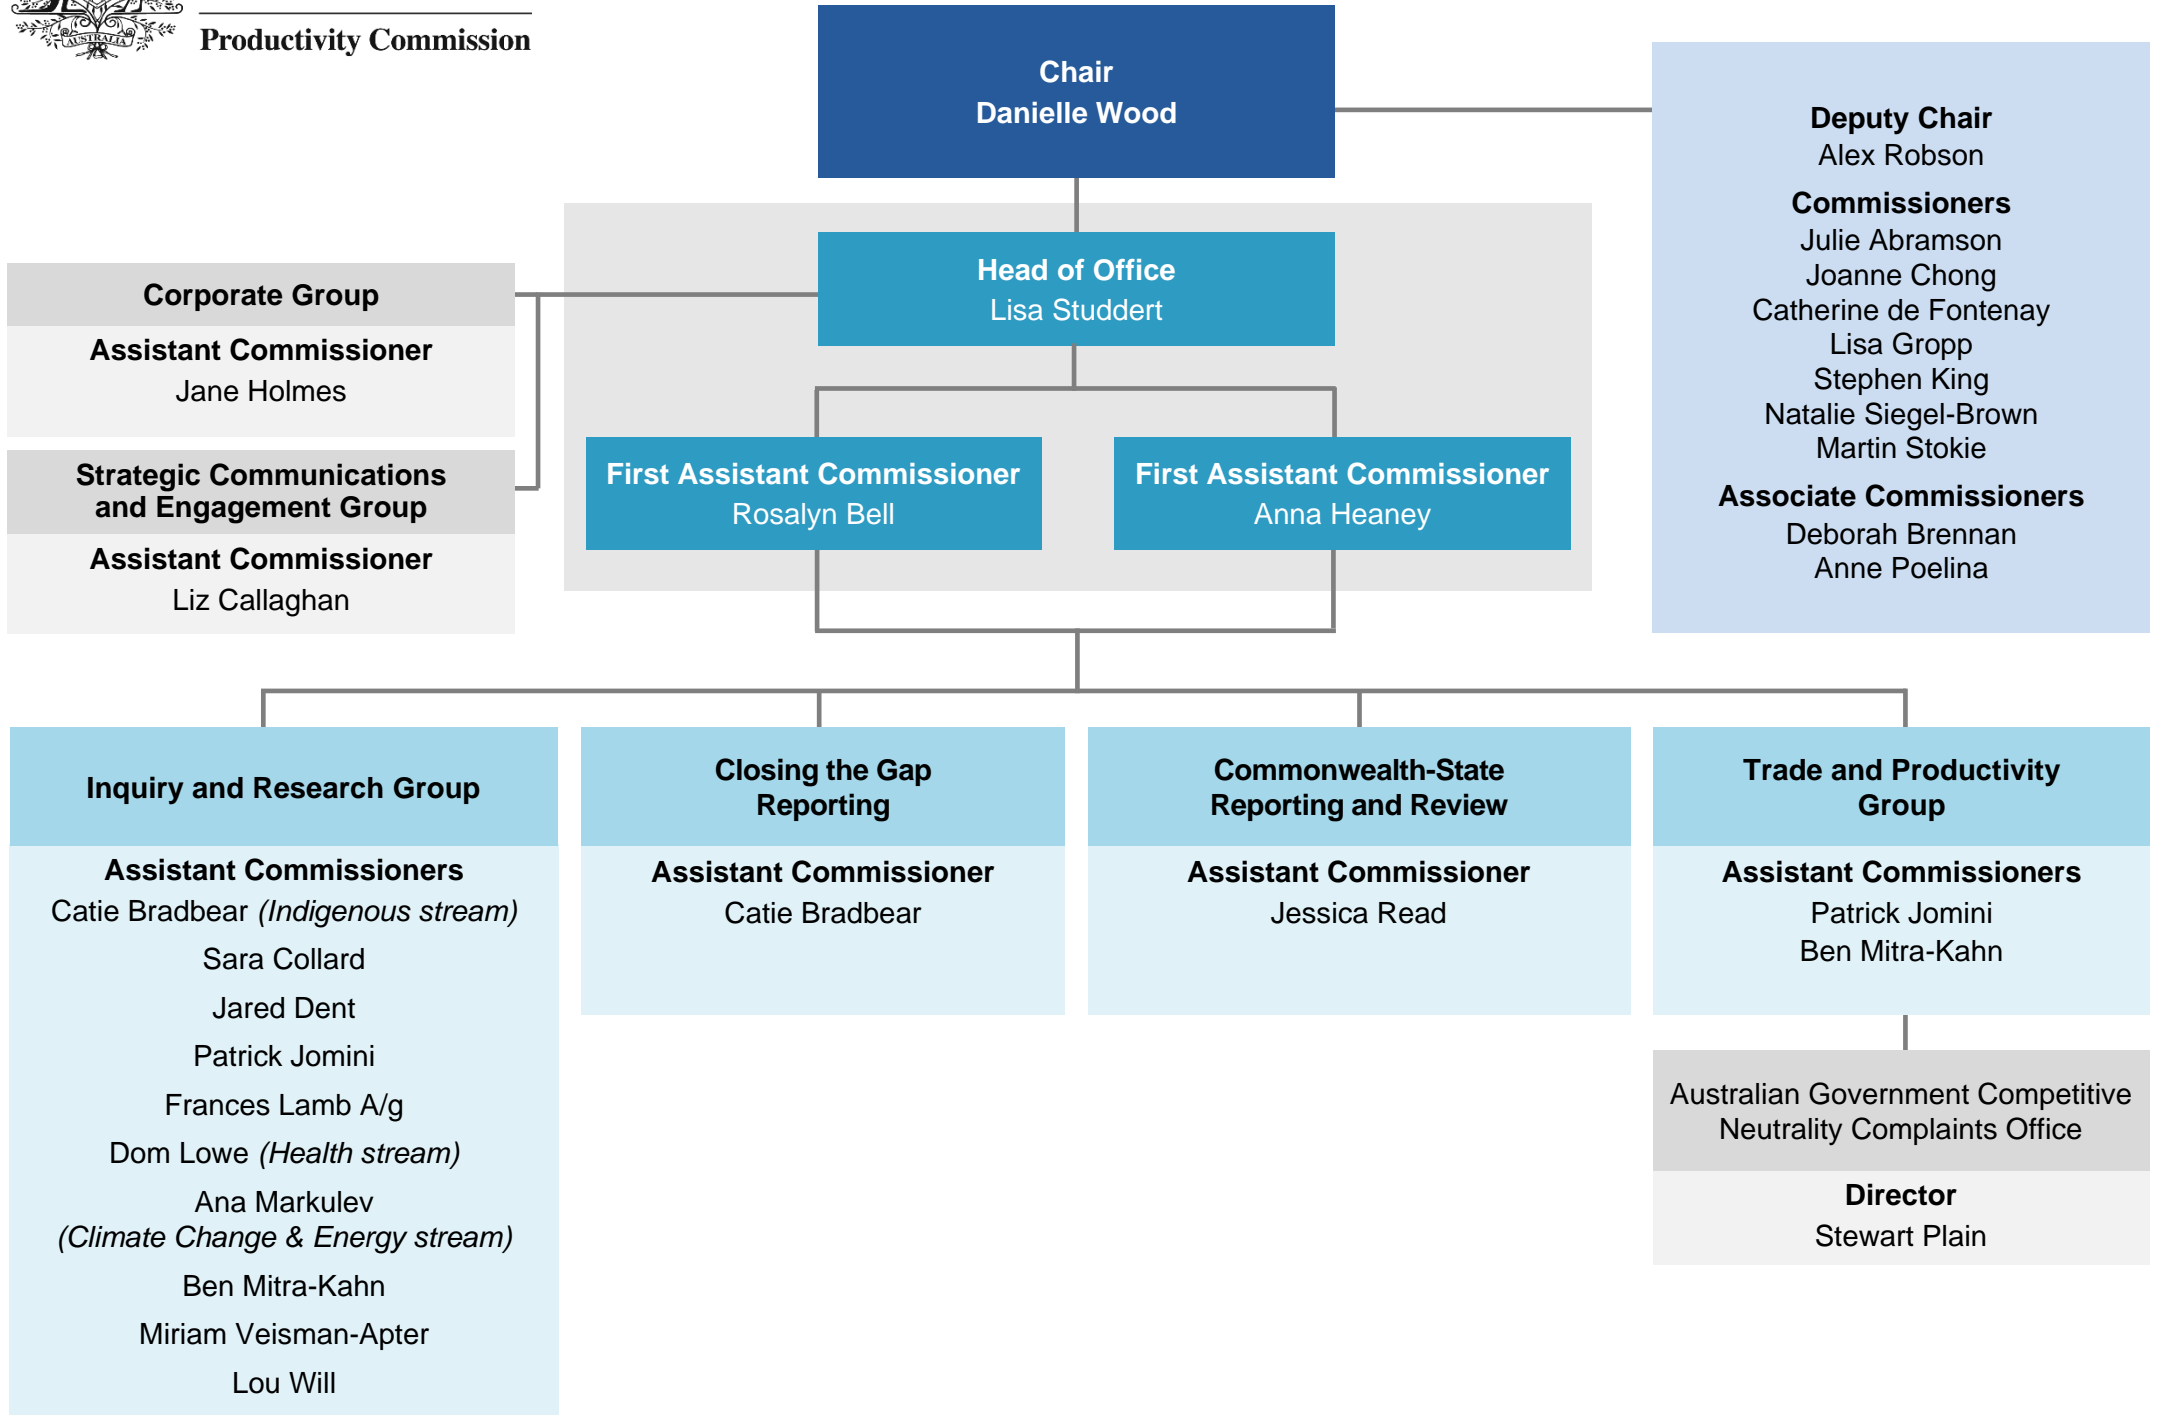 AUSTRALIA
Productivity Commission
Chair
Danielle Wood
Deputy Chair
Alex Robson
Commissioners
Julie Abramson
Joanne Chong
Catherine de Fontenay
Lisa Gropp
Stephen King
Natalie Siegel-Brown
Martin Stokie
Associate Commissioners
Deborah Brennan
Anne Poelina
Head of Office
Lisa Studdert
Corporate Group
Assistant Commissioner
Jane Holmes
Strategic Communications
and Engagement Group
Assistant Commissioner
Liz Callaghan
First Assistant Commissioner
Rosalyn Bell
First Assistant Commissioner
Anna Heaney
Inquiry and Research Group
Assistant Commissioners
Catie Bradbear (Indigenous stream)
Sara Collard
Jared Dent
Patrick Jomini
Frances Lamb A/g
Dom Lowe (Health stream)
Ana Markulev
(Climate Change & Energy stream)
Ben Mitra-Kahn
Miriam Veisman-Apter
Lou Will
Closing the Gap
Reporting
Assistant Commissioner
Catie Bradbear
Commonwealth-State
Reporting and Review
Assistant Commissioner
Jessica Read
Trade and Productivity
Group
Assistant Commissioners
Patrick Jomini
Ben Mitra-Kahn
Australian Government Competitive
Neutrality Complaints Office
Director
Stewart Plain